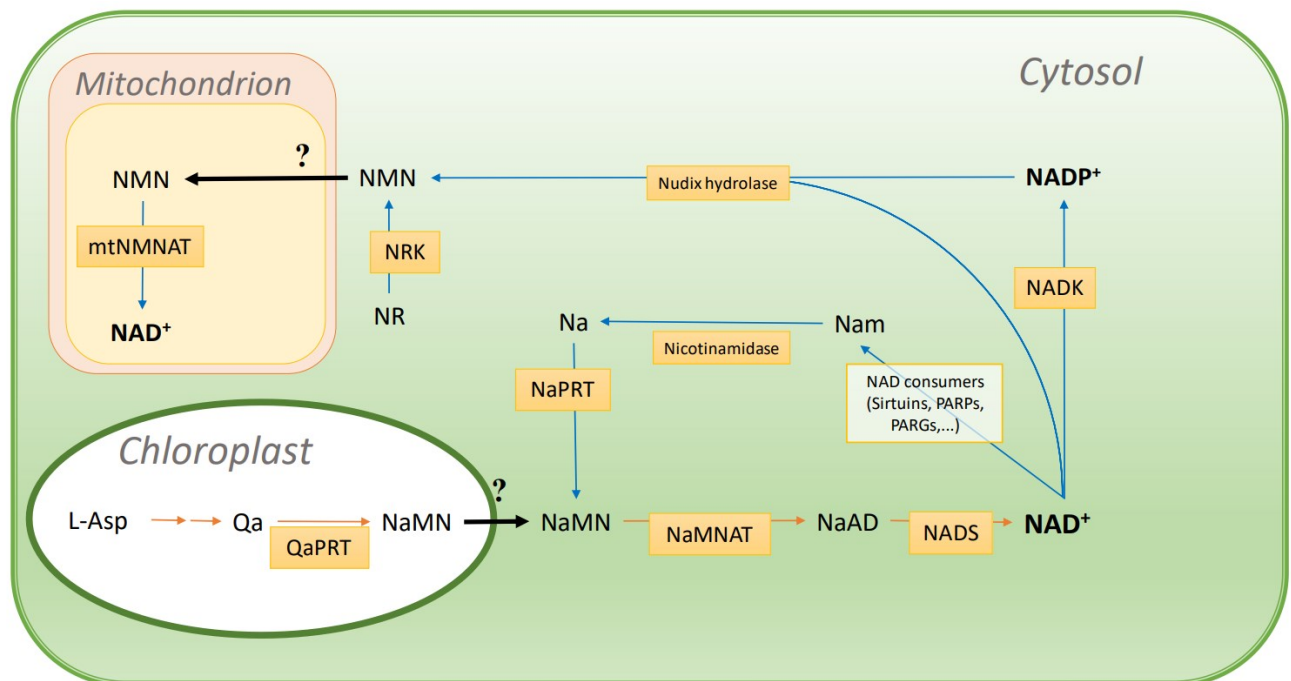 Mitochondrion
Cytosol
?
NMN
NMN
Nudix hydrolase
NADP⁺
mtNMNAT
NRK
NADK
NAD⁺
NR
Na
Nam
Nicotinamidase
NaPRT
NAD consumers
(Sirtuins, PARPs,
PARGs,...)
Chloroplast
?
L-Asp
Qa
NaMN
NaMN
NaAD
NAD⁺
QaPRT
NaMNAT
NADS